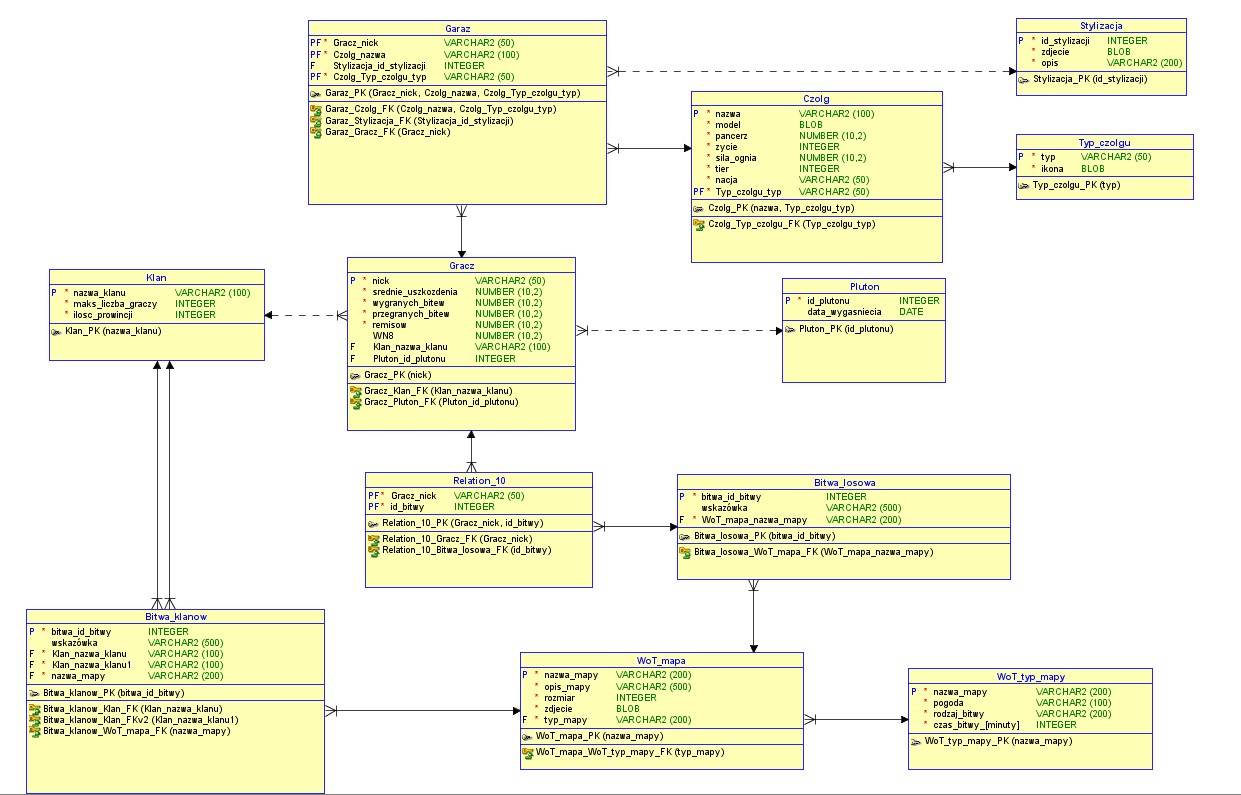 Garaz
PF* Gracz_nick VARCHAR2 (50)
PF* Czolg_nazwa VARCHAR2 (100)
F Stylizacja_id_stylizacji INTEGER
PF* Czolg_Typ_czolgu_typ VARCHAR2 (50)
Garaz_PK (Gracz_nick, Czolg_nazwa, Czolg_Typ_czolgu_typ)
Garaz_Czolg_FK (Czolg_nazwa, Czolg_Typ_czolgu_typ)
Garaz_Stylizacja_FK (Stylizacja_id_stylizacji)
Garaz_Gracz_FK (Gracz_nick)
Stylizacja
P * id_stylizacji INTEGER
* zdjecie BLOB
* opis VARCHAR2 (200)
Stylizacja_PK (id_stylizacji)
Czolg
P * nazwa VARCHAR2 (100)
* model BLOB
* pancerz NUMBER (10,2)
* zycie INTEGER
* sila_ognia NUMBER (10,2)
* tier INTEGER
* nacja VARCHAR2 (50)
PF* Typ_czolgu_typ VARCHAR2 (50)
Czolg_PK (nazwa, Typ_czolgu_typ)
Czolg_Typ_czolgu_FK (Typ_czolgu_typ)
Typ_czolgu
P * typ VARCHAR2 (50)
* ikona BLOB
Typ_czolgu_PK (typ)
Klan
P * nazwa_klanu VARCHAR2 (100)
* maks_liczba_graczy INTEGER
* ilosc_prowincji INTEGER
Klan_PK (nazwa_klanu)
Gracz
P * nick VARCHAR2 (50)
* srednie_uszkozdenia NUMBER (10,2)
* wygranych_bitew NUMBER (10,2)
* przegranych_bitew NUMBER (10,2)
* remisow NUMBER (10,2)
WN8 NUMBER (10,2)
F Klan_nazwa_klanu VARCHAR2 (100)
F Pluton_id_plutonu INTEGER
Gracz_PK (nick)
Gracz_Klan_FK (Klan_nazwa_klanu)
Gracz_Pluton_FK (Pluton_id_plutonu)
Pluton
P * id_plutonu INTEGER
data_wygasniecia DATE
Pluton_PK (id_plutonu)
Relation_10
PF* Gracz_nick VARCHAR2 (50)
PF* id_bitwy INTEGER
Relation_10_PK (Gracz_nick, id_bitwy)
Relation_10_Gracz_FK (Gracz_nick)
Relation_10_Bitwa_losowa_FK (id_bitwy)
Bitwa_losowa
P * bitwa_id_bitwy INTEGER
wskazówka VARCHAR2 (500)
F * WoT_mapa_nazwa_mapy VARCHAR2 (200)
Bitwa_losowa_PK (bitwa_id_bitwy)
Bitwa_losowa_WoT_mapa_FK (WoT_mapa_nazwa_mapy)
Bitwa_klanow
P * bitwa_id_bitwy INTEGER
wskazówka VARCHAR2 (500)
F * Klan_nazwa_klanu VARCHAR2 (100)
F * Klan_nazwa_klanu1 VARCHAR2 (100)
F * nazwa_mapy VARCHAR2 (200)
Bitwa_klanow_PK (bitwa_id_bitwy)
Bitwa_klanow_Klan_FK (Klan_nazwa_klanu)
Bitwa_klanow_Klan_FKv2 (Klan_nazwa_klanu1)
Bitwa_klanow_WoT_mapa_FK (nazwa_mapy)
WoT_mapa
P * nazwa_mapy VARCHAR2 (200)
* opis_mapy VARCHAR2 (500)
* rozmiar INTEGER
* zdjecie BLOB
F * typ_mapy VARCHAR2 (200)
WoT_mapa_PK (nazwa_mapy)
WoT_mapa_WoT_typ_mapy_FK (typ_mapy)
WoT_typ_mapy
P * nazwa_mapy VARCHAR2 (200)
* pogoda VARCHAR2 (100)
* rodzaj_bitwy VARCHAR2 (200)
* czas_bitwy_[minuty] INTEGER
WoT_typ_mapy_PK (nazwa_mapy)